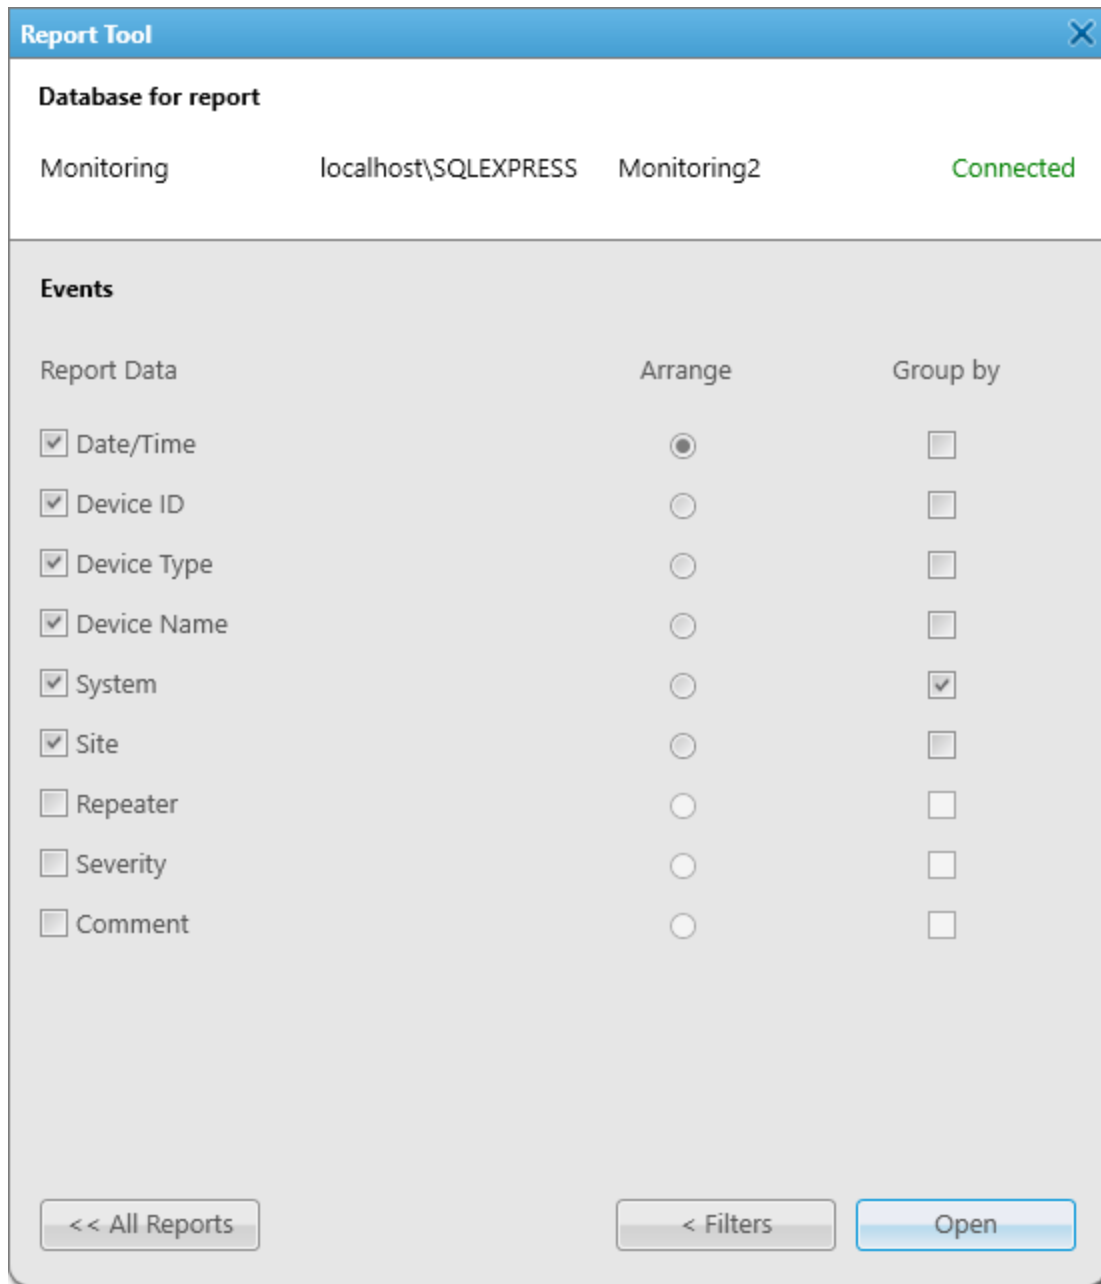 Report Tool
Database for report
Monitoring localhost\SQLEXPRESS Monitoring2 Connected
Events
Report Data Arrange Group by
Date/Time
Device ID
Device Type
Device Name
System
Site
Repeater
Severity
Comment
<< All Reports < Filters Open